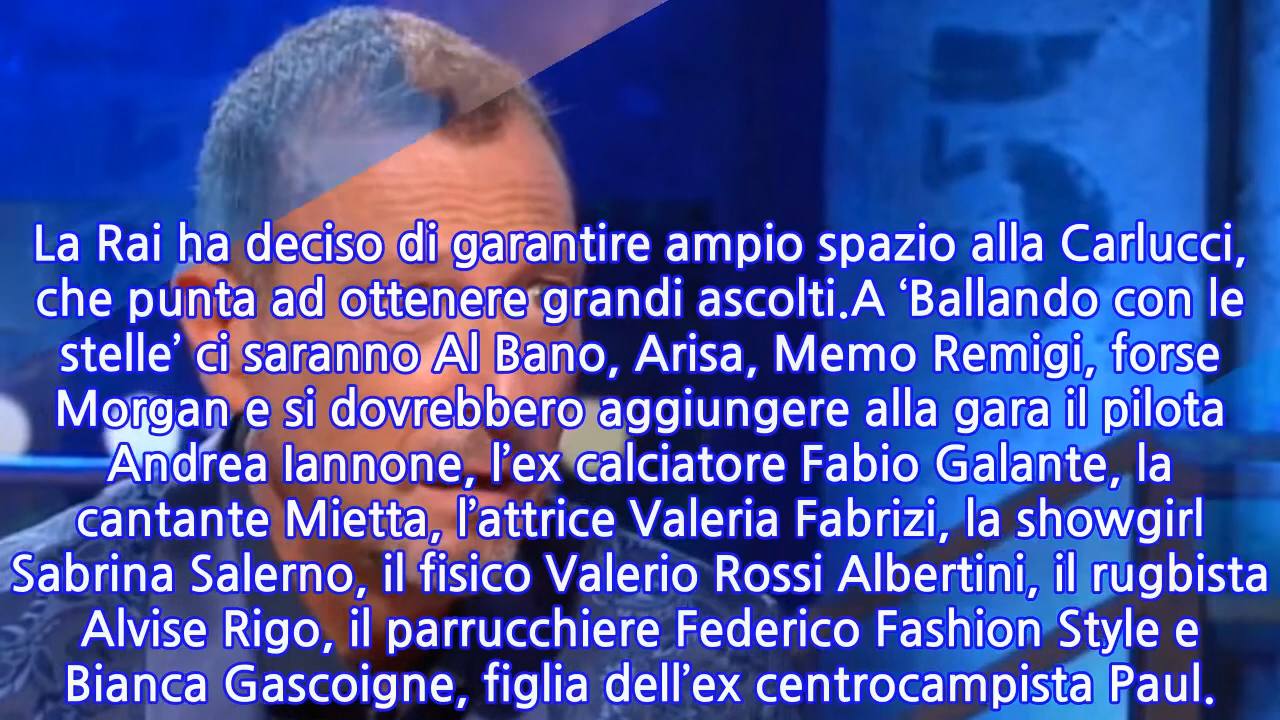 La Rai ha deciso di garantire ampio spazio alla Carlucci,
che punta ad ottenere grandi ascolti.A ‘Ballando con le
stelle’ ci saranno Al Bano, Arisa, Memo Remigi, forse
Morgan e si dovrebbero aggiungere alla gara il pilota
Andrea Iannone, l’ex calciatore Fabio Galante, la
cantante Mietta, l’attrice Valeria Fabrizi, la showgirl
Sabrina Salerno, il fisico Valerio Rossi Albertini, il rugbista
Alvise Rigo, il parrucchiere Federico Fashion Style e
Bianca Gascoigne, figlia dell’ex centrocampista Paul.